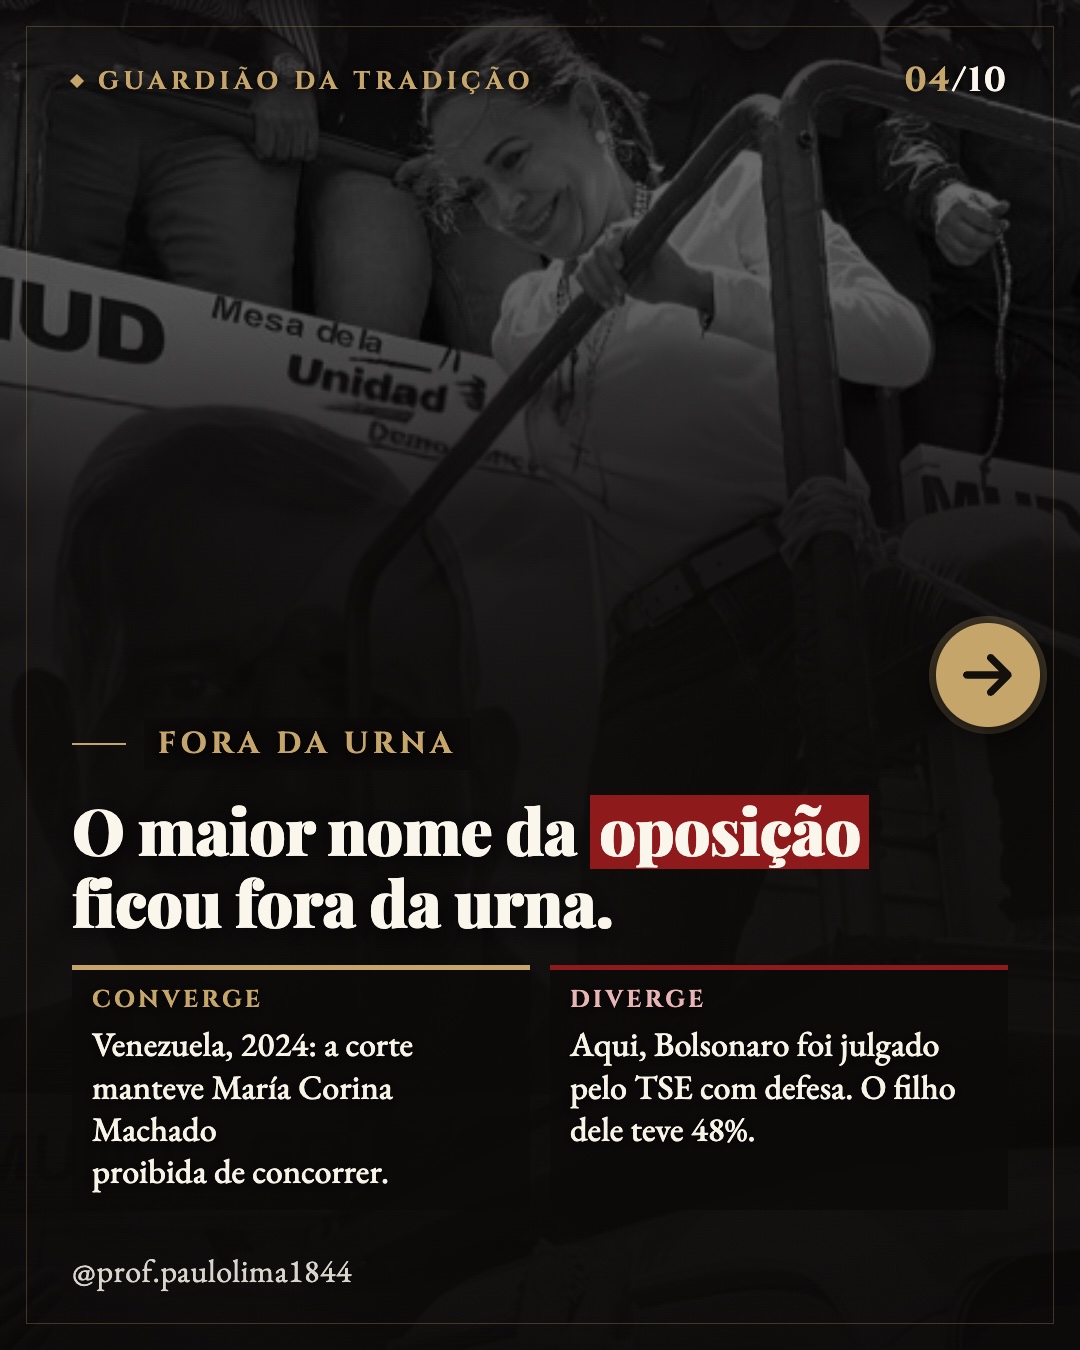 ◆ GUARDIÃO DA TRADIÇÃO
04/10
MUD
Mesa de la
Unidad
MUD
FORA DA URNA
O maior nome da oposição
ficou fora da urna.
CONVERGE
Venezuela, 2024: a corte
manteve María Corina
Machado
proibida de concorrer.
DIVERGE
Aqui, Bolsonaro foi julgado
pelo TSE com defesa. O filho
dele teve 48%.
@prof.paulolima1844